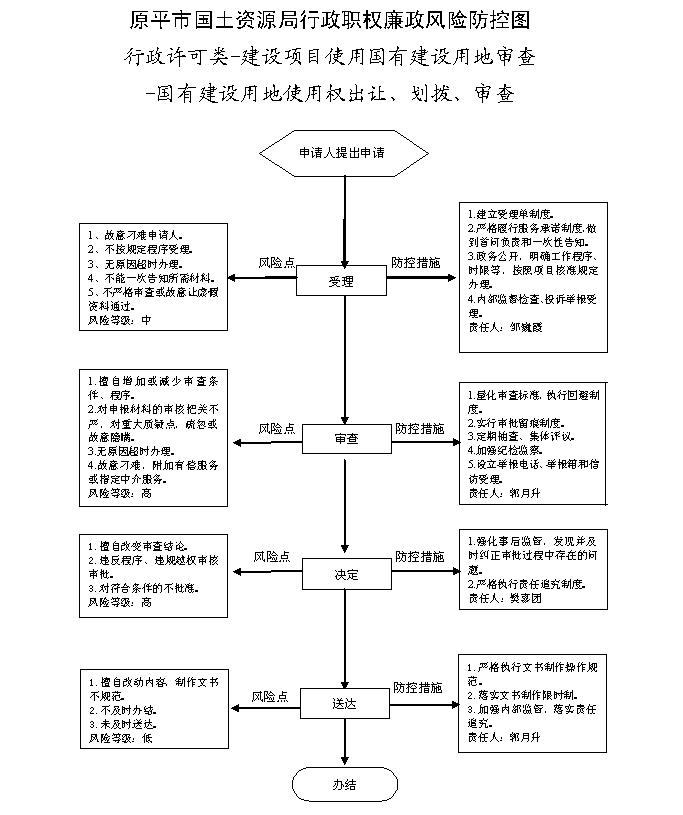 原平市国土资源局行政职权廉政风险防控图
行政许可类-建设项目使用国有建设用地审查
-国有建设用地使用权出让、划拨、审查
申请人提出申请
1、故意刁难申请人。
2、不按规定程序受理。
3、无原因超时办理。
4、不能一次告知所需材料。
5、不严格审查或故意让虚假
资料通过。
风险等级：中
风险点
受理
防控措施
1.建立受理单制度。
2.严格履行服务承诺制度,做
到首问负责和一次性告知。
3.政务公开，明确工作程序、
时限等，按照项目核准规定
办理。
4.内部监督检查、投诉举报受
理。
责任人：邹婉霞
1.擅自增加或减少审查条
件、程序。
2.对申报材料的审核把关不
严，对重大质疑点，疏忽或
故意隐瞒。
3.无原因超时办理。
4.故意刁难，附加有偿服务
或指定中介服务。
风险等级：高
风险点
审查
防控措施
1.量化审查标准，执行回避制
度。
2.实行审批留痕制度。
3.定期抽查、集体评议。
4.加强纪检监察。
5.设立举报电话、举报箱和信
访受理。
责任人：郭月升
1. 擅自改变审查结论。
2. 违反程序、违规越权审核
审批。
3. 对符合条件的不批准。
风险等级：高
风险点
决定
防控措施
1.强化事后监管，发现并及
时纠正审批过程中存在的问
题。
2.严格执行责任追究制度。
责任人：樊喜团
1. 擅自改动内容，制作文书
不规范。
2. 不及时办结。
3. 未及时送达。
风险等级：低
风险点
送达
防控措施
1. 严格执行文书制作操作规
范。
2. 落实文书制作限时制。
3. 加强内部监管，落实责任
追究。
责任人：郭月升
办结